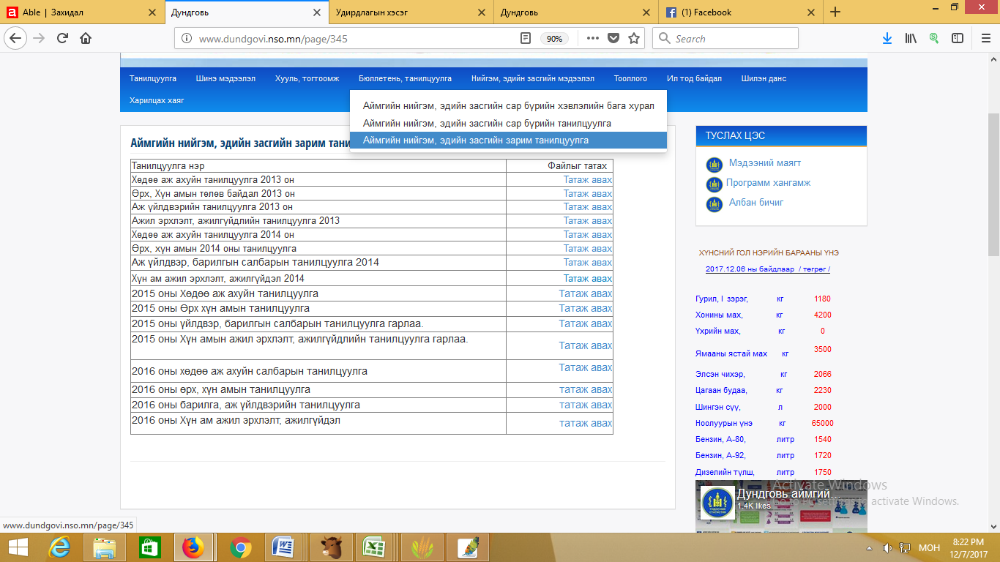 Able | Захидал
Дундговь
Удирдлагын хэсэг
Дундговь
(1) Facebook
www.dundgovi.nso.mn/page/345
90%
Search
Танилцуулга Шинэ мэдээлэл Хууль, тогтоомж Бюллетень, танилцуулга Нийгэм, эдийн засгийн мэдээлэл Тооллого Ил тод байдал Шилэн данс
Харилцах хаяг
Аймгийн нийгэм, эдийн засгийн сар бүрийн хэвлэлийн бага хурал
Аймгийн нийгэм, эдийн засгийн сар бүрийн танилцуулга
Аймгийн нийгэм, эдийн засгийн зарим танилцуулга
Аймгийн нийгэм, эдийн засгийн зарим тани
Танилцуулга нэр Файлыг татах
Хөдөө аж ахуйн танилцуулга 2013 он Татаж авах
Өрх, Хүн амын төлөв байдал 2013 он Татаж авах
Аж үйлдвэрийн танилцуулга 2013 он Татаж авах
Ажил эрхлэлт, ажилгүйдлийн танилцуулга 2013 Татаж авах
Хөдөө аж ахуйн танилцуулга 2014 он Татаж авах
Өрх, хүн амын 2014 оны танилцуулга Татаж авах
Аж үйлдвэр, барилгын салбарын танилцуулга 2014 Татаж авах
Хүн ам ажил эрхлэлт, ажилгүйдэл 2014 Татаж авах
2015 оны Хөдөө аж ахуйн танилцуулга Татаж авах
2015 оны Өрх хүн амын танилцуулга Татаж авах
2015 оны үйлдвэр, барилгын салбарын танилцуулга гарлаа. Татаж авах
2015 оны Хүн амын ажил эрхлэлт, ажилгүйдлийн танилцуулга гарлаа. Татаж авах
2016 оны хөдөө аж ахуйн салбарын танилцуулга Татаж авах
2016 оны өрх, хүн амын танилцуулга татаж авах
2016 оны барилга, аж үйлдвэрийн танилцуулга татаж авах
2016 оны Хүн ам ажил эрхлэлт, ажилгүйдэл татаж авах
ТУСЛАХ ЦЭС
Мэдээний маягт
Программ хангамж
Албан бичиг
ХҮНСНИЙ ГОЛ НЭРИЙН БАРААНЫ ҮНЭ
2017.12.06 ны байдлаар / төгрөг /
Гурил, I зэрэг, кг 1180
Хонины мах, кг 4200
Үхрийн мах, кг 0
Ямааны ястай мах кг 3500
Элсэн чихэр, кг 2066
Цагаан будаа, кг 2230
Шингэн сүү, л 2000
Ноолуурын үнэ кг 65000
Бензин, А-80, литр 1540
Бензин, А-92, литр 1720
Дизелийн түлш, литр 1750
Дундговь аймгий...
1.4K likes
Activate Windows
activate Windows.
www.dundgovi.nso.mn/page/345
МОН
8:22 PM
12/7/2017